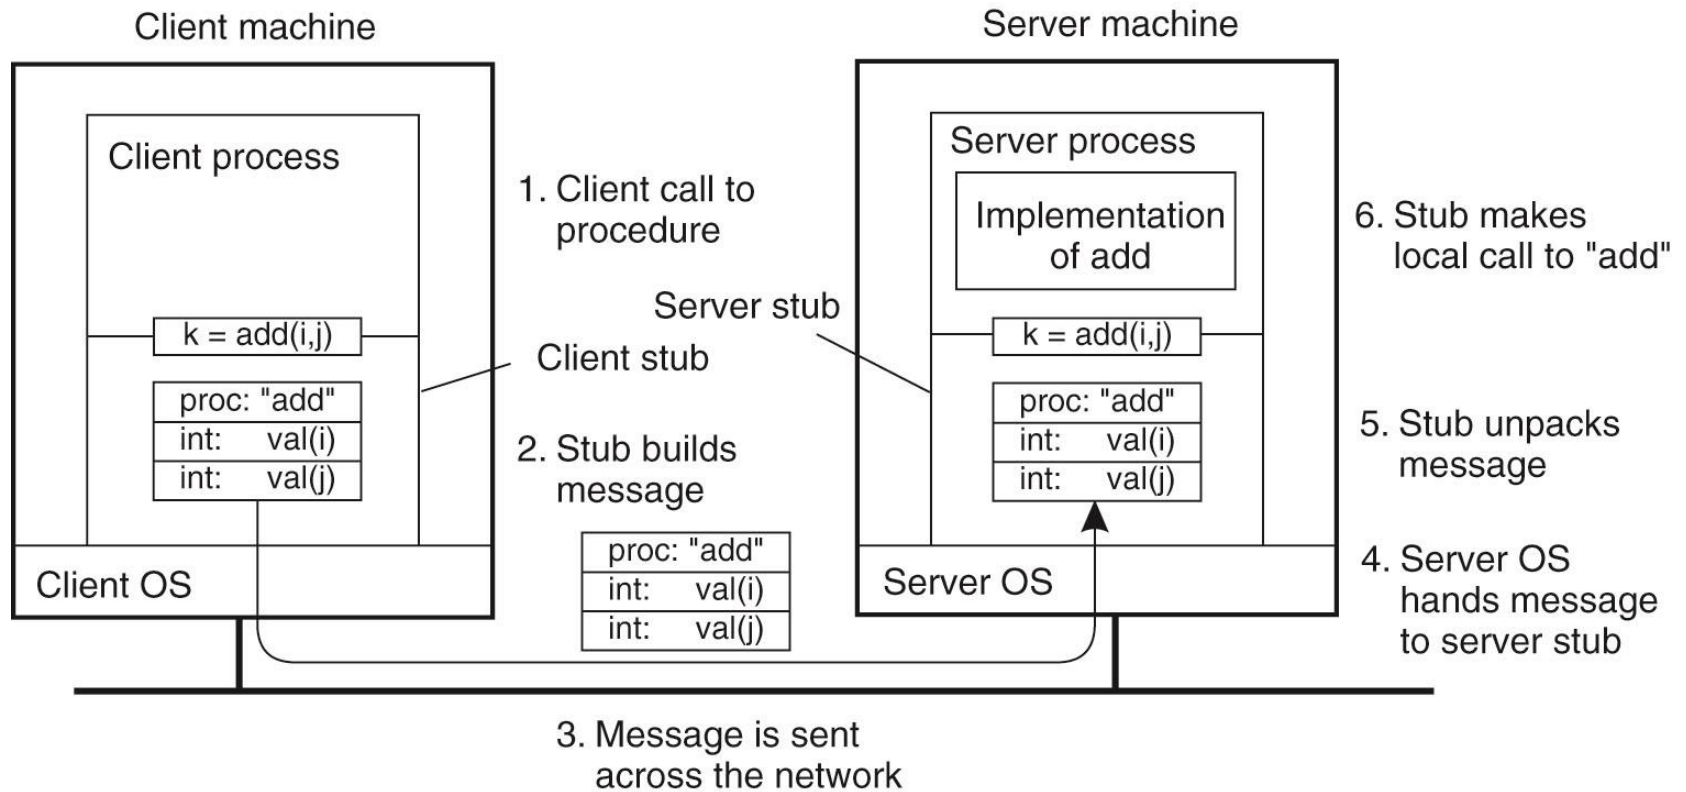 Client machine
Client process
k = add(i,j)
proc: "add"
int: val(i)
int: val(j)
Client OS
1. Client call to
procedure
Client stub
2. Stub builds
message
proc: "add"
int: val(i)
int: val(j)
3. Message is sent
across the network
Server machine
Server process
Implementation
of add
Server stub
k = add(i,j)
proc: "add"
int: val(i)
int: val(j)
Server OS
6. Stub makes
local call to "add"
5. Stub unpacks
message
4. Server OS
hands message
to server stub